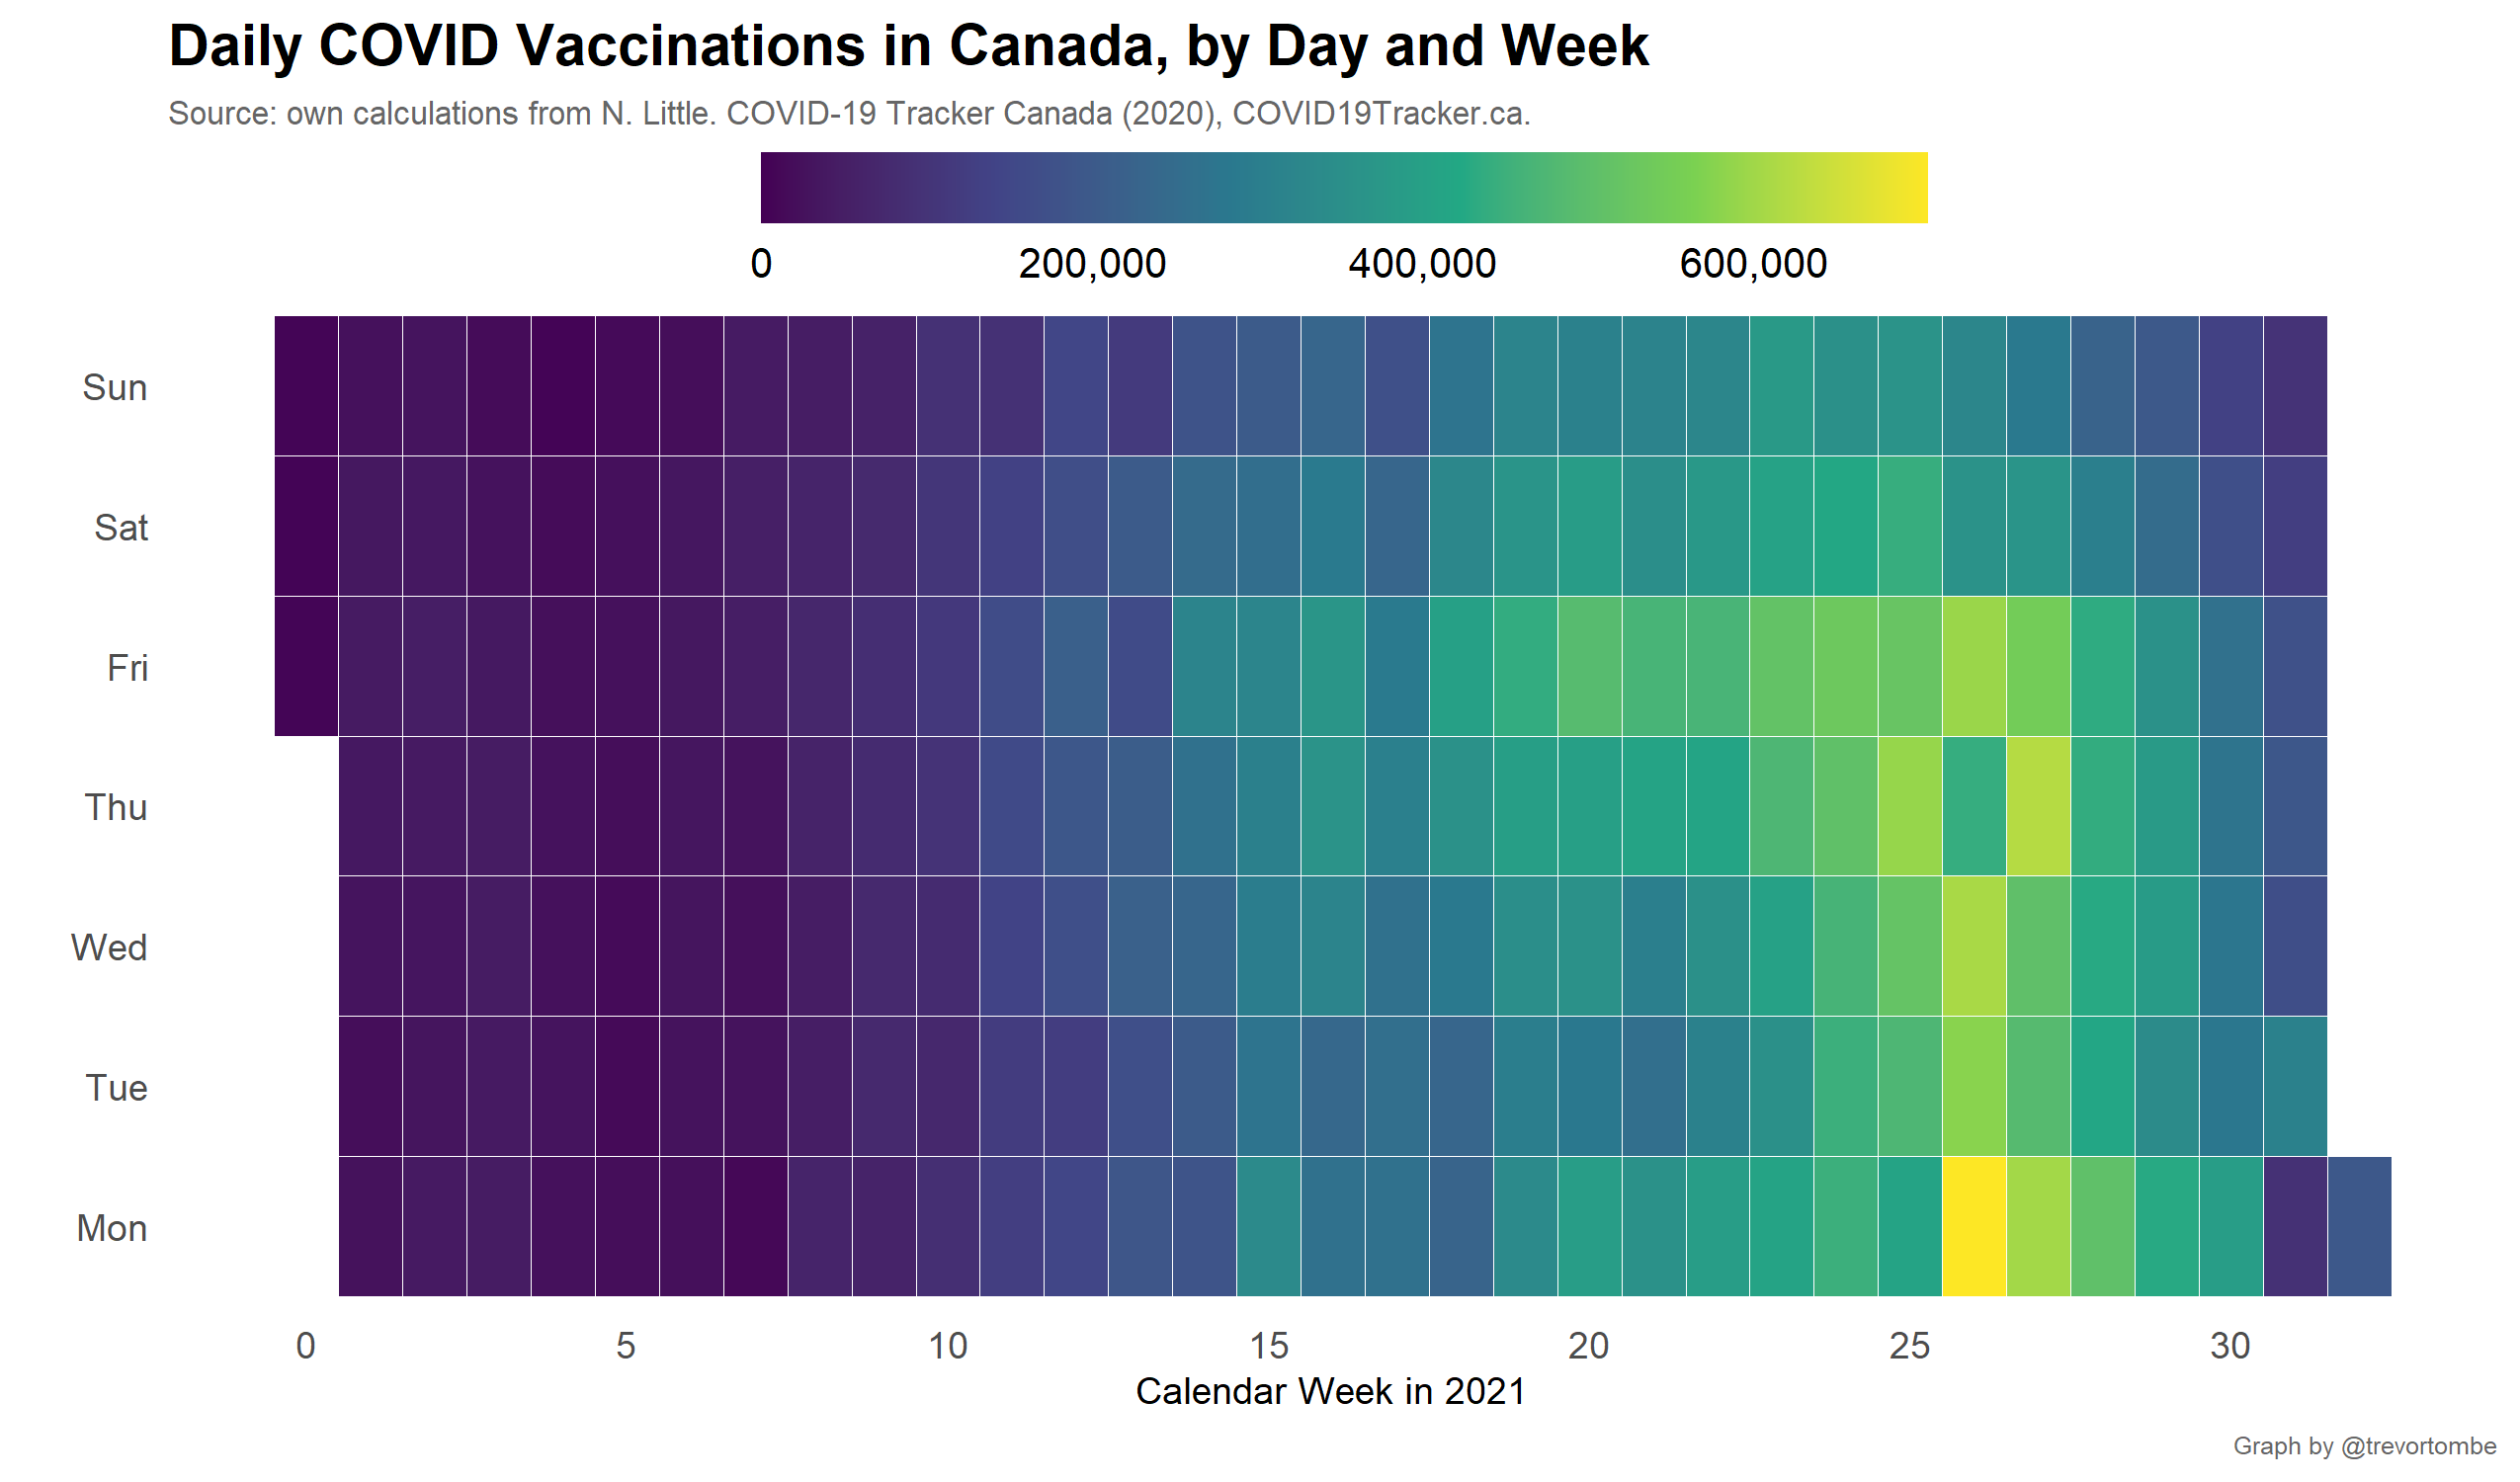 Daily COVID Vaccinations in Canada, by Day and Week
Source: own calculations from N. Little. COVID-19 Tracker Canada (2020), COVID19Tracker.ca.
0 200,000 400,000 600,000
Sun
Sat
Fri
Thu
Wed
Tue
Mon
0 5 10 15 20 25 30
Calendar Week in 2021
Graph by @trevortombe